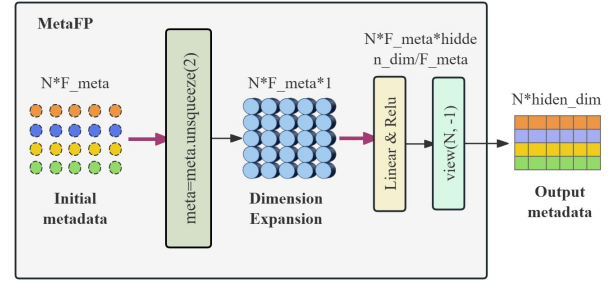 MetaFP
N*F_meta
Initial
metadata
meta=meta.unsqueeze(2)
N*F_meta*1
Dimension
Expansion
N*F_meta*hidde
n_dim/F_meta
Linear & Relu
view(N, -1)
N*hiden_dim
Output
metadata